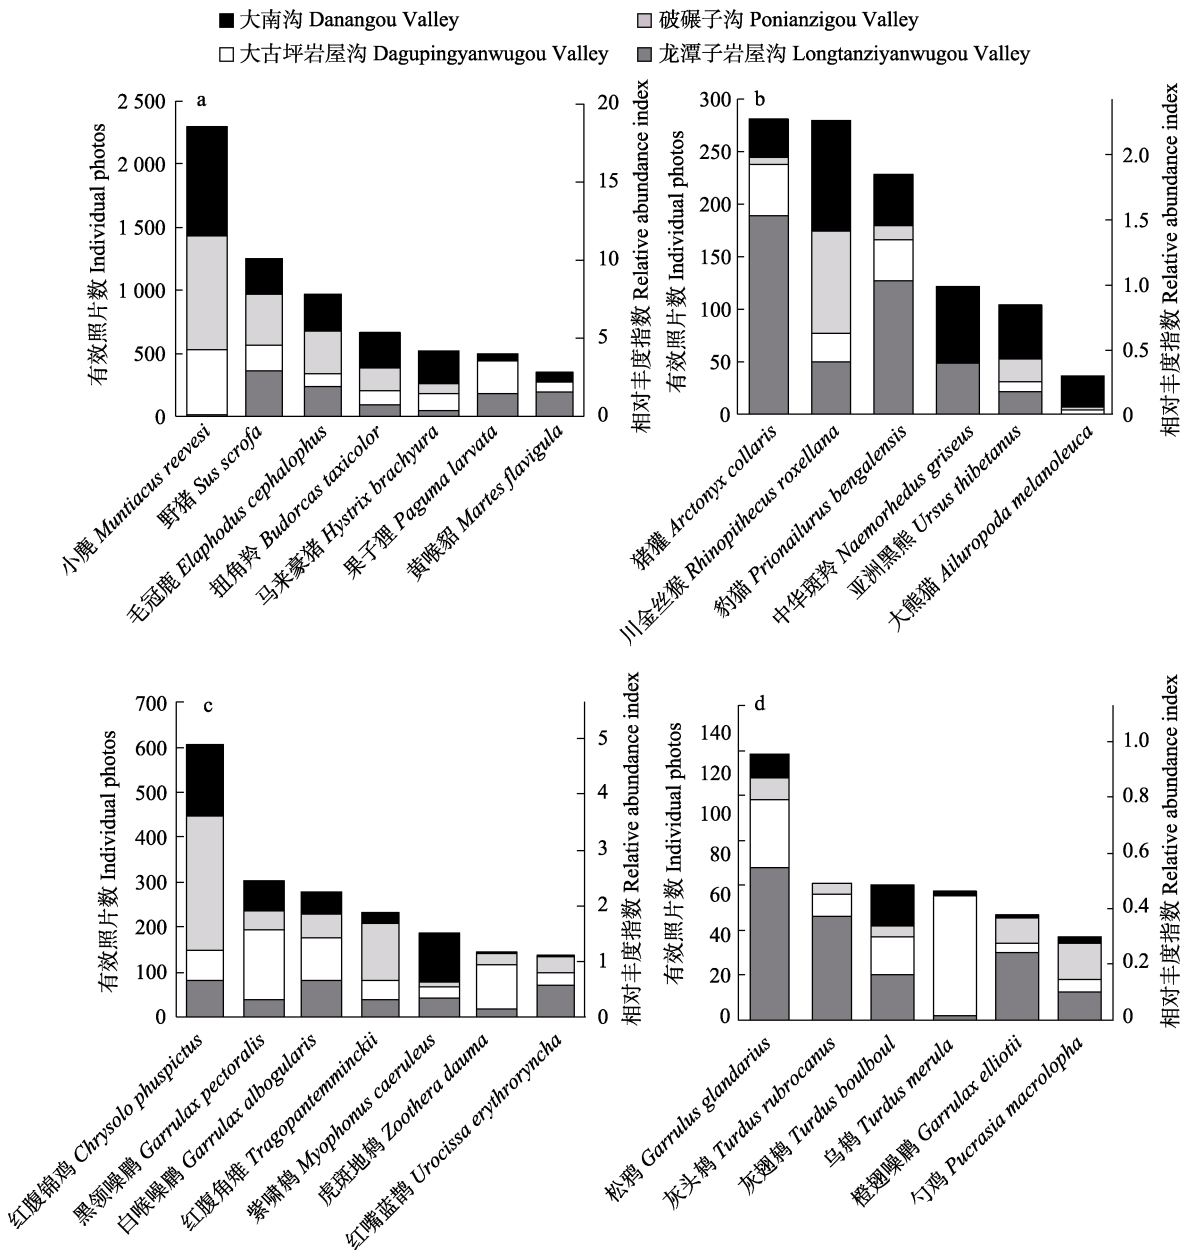 大南沟 Danangou Valley
破碾子沟 Ponianzigou Valley
大古坪岩屋沟 Dagupingyanwugou Valley
龙潭子岩屋沟 Longtanziyanwugou Valley
a
有效照片数 Individual photos
2 500
2 000
1 500
1 000
500
0
20
15
10
5
0
相对丰度指数 Relative abundance index
小麂 Muntiacus reevesi
野猪 Sus scrofa
毛冠鹿 Elaphodus cephalophus
扭角羚 Budorcas taxicolor
马来豪猪 Hystrix brachyura
果子狸 Paguma larvata
黄喉貂 Martes flavigula
b
有效照片数 Individual photos
300
250
200
150
100
50
0
2.0
1.5
1.0
0.5
0
相对丰度指数 Relative abundance index
猪獾 Arctonyx collaris
川金丝猴 Rhinopithecus roxellana
豹猫 Prionailurus bengalensis
中华斑羚 Naemorhedus griseus
亚洲黑熊 Ursus thibetanus
大熊猫 Ailuropoda melanoleuca
c
有效照片数 Individual photos
700
600
500
400
300
200
100
0
5
4
3
2
1
0
相对丰度指数 Relative abundance index
红腹锦鸡 Chrysolo phuspictus
黑领噪鹛 Garrulax pectoralis
白喉噪鹛 Garrulax albogularis
红腹角雉 Tragopantemminckii
紫啸鸫 Myophonus caeruleus
虎斑地鸫 Zoothera dauma
红嘴蓝鹊 Urocissa erythroryncha
d
有效照片数 Individual photos
140
120
100
80
60
40
20
0
1.0
0.8
0.6
0.4
0.2
0
相对丰度指数 Relative abundance index
松鸦 Garrulus glandarius
灰头鸫 Turdus rubrocanus
灰翅鸫 Turdus boulboul
乌鸫 Turdus merula
橙翅噪鹛 Garrulax elliotii
勺鸡 Pucrasia macrolopha